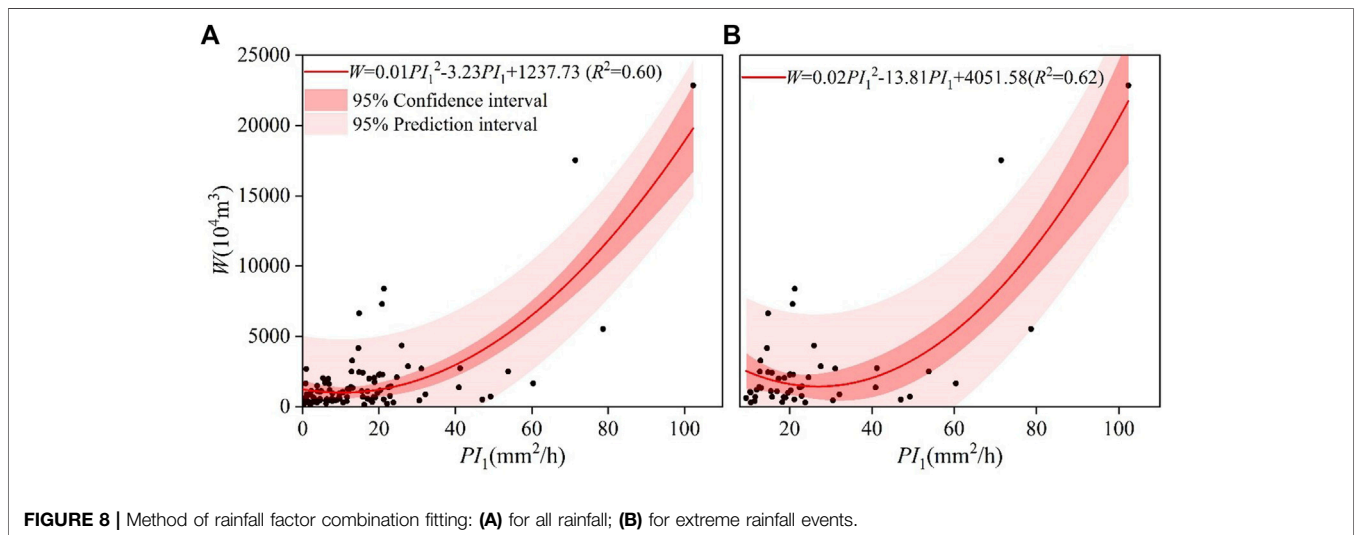 A
B
W=0.01PI₁²-3.23PI₁+1237.73 (R²=0.60)
95% Confidence interval
95% Prediction interval
W=0.02PI₁²-13.81PI₁+4051.58(R²=0.62)
25000
20000
15000
10000
5000
0
W(10⁴m³)
0 20 40 60 80 100
20 40 60 80 100
PI₁(mm²/h)
PI₁(mm²/h)
FIGURE 8 | Method of rainfall factor combination fitting: (A) for all rainfall; (B) for extreme rainfall events.